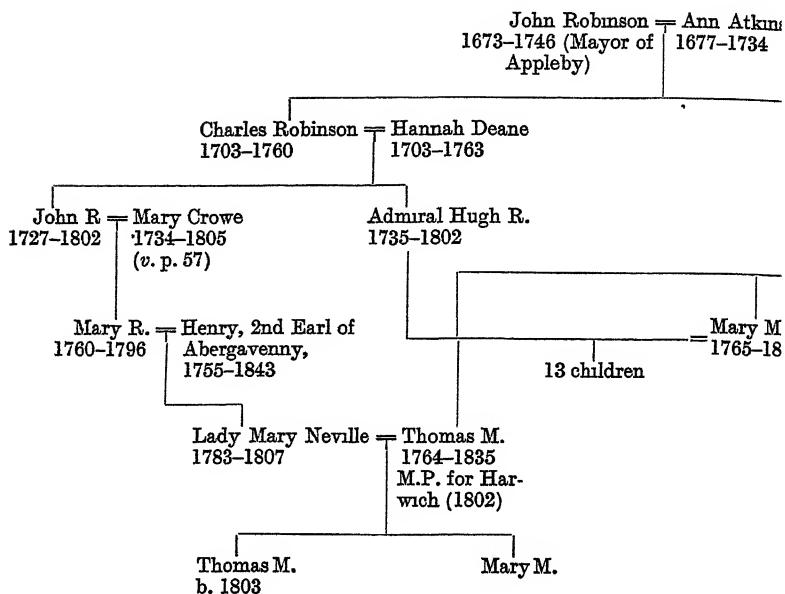 John Robinson = Ann Atkins
1673–1746 (Mayor of Appleby) 1677–1734
Charles Robinson = Hannah Deane
1703–1760 1703–1763
John R = Mary Crowe Admiral Hugh R.
1727–1802 1734–1805 1735–1802
(v. p. 57)
Mary R. = Henry, 2nd Earl of = Mary M
1760–1796 Abergavenny, 1765–18
1755–1843 13 children
Lady Mary Neville = Thomas M.
1783–1807 1764–1835
M.P. for Har-
wich (1802)
Thomas M. Mary M.
b. 1803